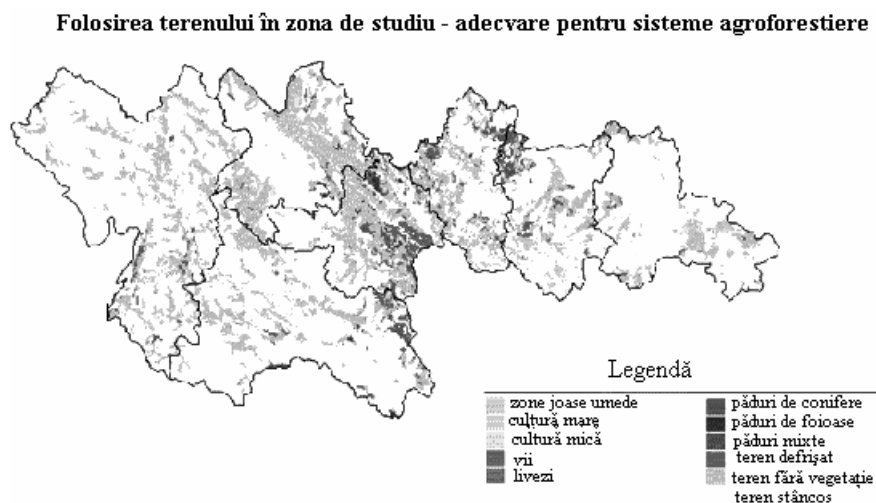 Folosirea terenului în zona de studiu - adecvare pentru sisteme agroforestiere
Legendă
zone joase umede
cultură mare
cultură mică
vii
livezi
păduri de conifere
păduri de foioase
păduri mixte
teren defrişat
teren fără vegetaţie
teren stâncos